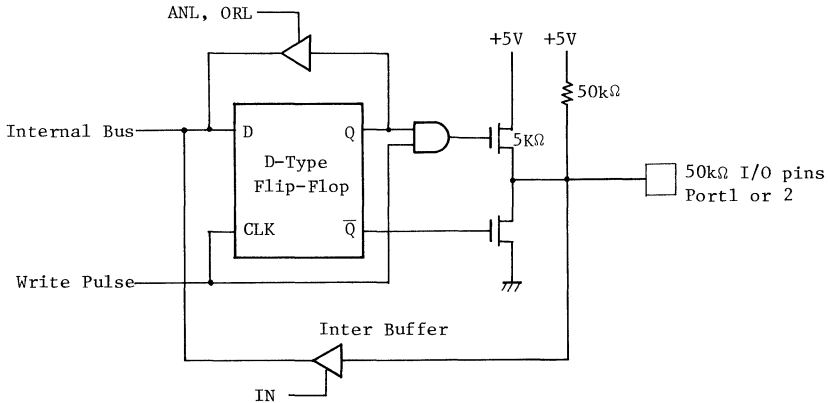 ANL, ORL
+5V
+5V
50kΩ
Internal Bus
D
Q
5KΩ
D-Type
Flip-Flop
50kΩ I/O pins
Port1 or 2
CLK
Q̅
Write Pulse
Inter Buffer
IN